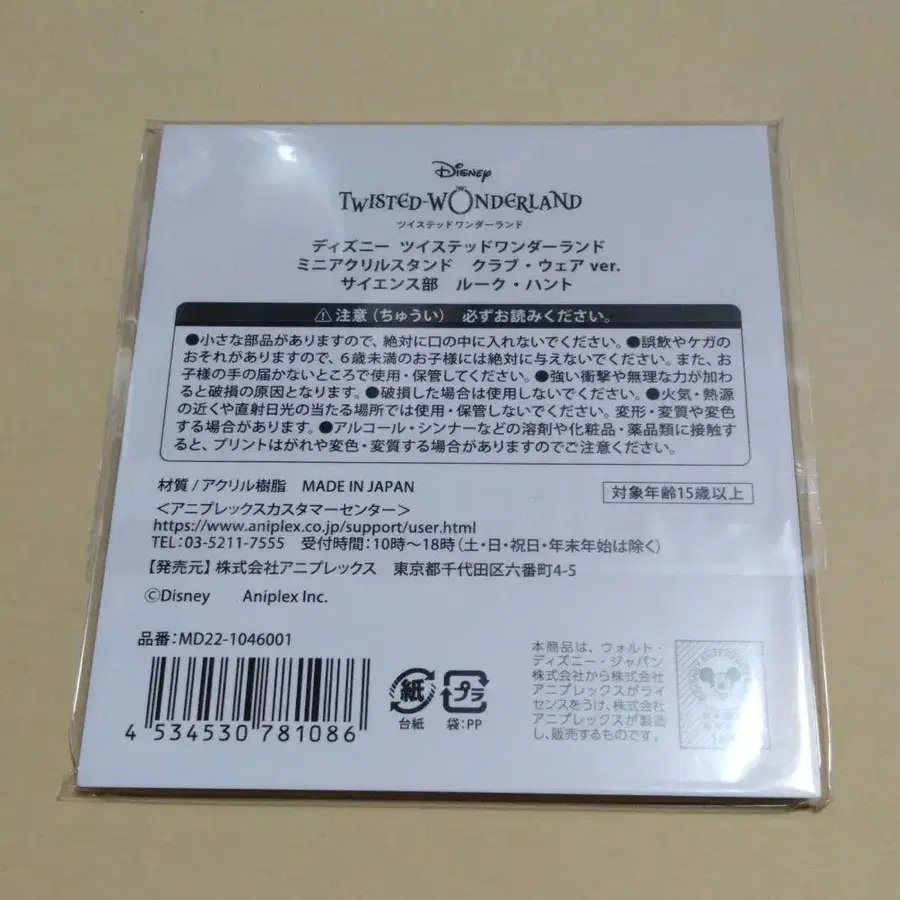 Disney
TWISTED-WONDERLAND
ツイステッドワンダーランド
ディズニー ツイステッドワンダーランド
ミニアクリルスタンド クラブ・ウェア ver.
サイエンス部 ルーク・ハント
⚠注意(ちゅうい) 必ずお読みください。
●小さな部品がありますので、絶対に口の中に入れないでください。●誤飲やケガの
おそれがありますので、6歳未満のお子様には絶対に与えないでください。また、お
子様の手の届かないところで使用・保管してください。●強い衝撃や無理な力が加わ
ると破損の原因となります。●破損した場合は使用しないでください。●火気・熱源
の近くや直射日光の当たる場所では使用・保管しないでください。変形・変質や変色
する場合があります。●アルコール・シンナーなどの溶剤や化粧品・薬品類に接触す
ると、プリントはがれや変色・変質する場合がありますのでご注意ください。
材質/アクリル樹脂 MADE IN JAPAN
対象年齢15歳以上
<アニプレックスカスタマーセンター>
https://www.aniplex.co.jp/support/user.html
TEL:03-5211-7555 受付時間:10時~18時(土・日・祝日・年末年始は除く)
【発売元】株式会社アニプレックス 東京都千代田区六番町4-5
©Disney Aniplex Inc.
品番:MD22-1046001
4 534530 781086
紙
台紙
プラ
袋:PP
本商品は、ウォルト・
ディズニー・ジャパン
株式会社から株式会社
アニプレックスがライ
センスをうけ、株式会社
アニプレックスが製造
し、販売するものです。